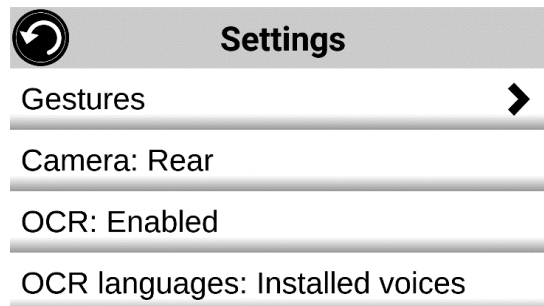 Settings
Gestures
Camera: Rear
OCR: Enabled
OCR languages: Installed voices